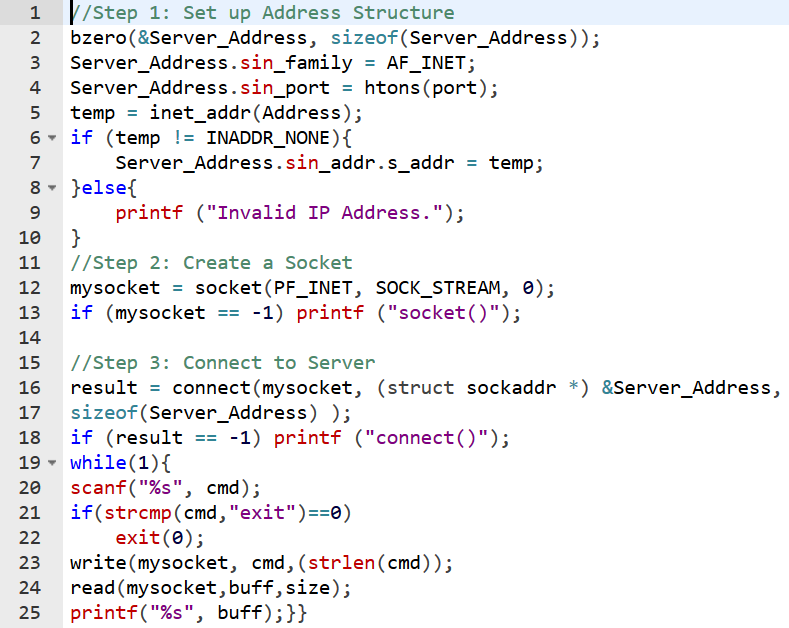 1 //Step 1: Set up Address Structure
2 bzero(&Server_Address, sizeof(Server_Address));
3 Server_Address.sin_family = AF_INET;
4 Server_Address.sin_port = htons(port);
5 temp = inet_addr(Address);
6 if (temp != INADDR_NONE){
7     Server_Address.sin_addr.s_addr = temp;
8 }else{
9     printf ("Invalid IP Address.");
10 }
11 //Step 2: Create a Socket
12 mysocket = socket(PF_INET, SOCK_STREAM, 0);
13 if (mysocket == -1) printf ("socket()");
14
15 //Step 3: Connect to Server
16 result = connect(mysocket, (struct sockaddr *) &Server_Address,
17 sizeof(Server_Address) );
18 if (result == -1) printf ("connect()");
19 while(1){
20 scanf("%s", cmd);
21 if(strcmp(cmd,"exit")==0)
22     exit(0);
23 write(mysocket, cmd,(strlen(cmd));
24 read(mysocket,buff,size);
25 printf("%s", buff);}}